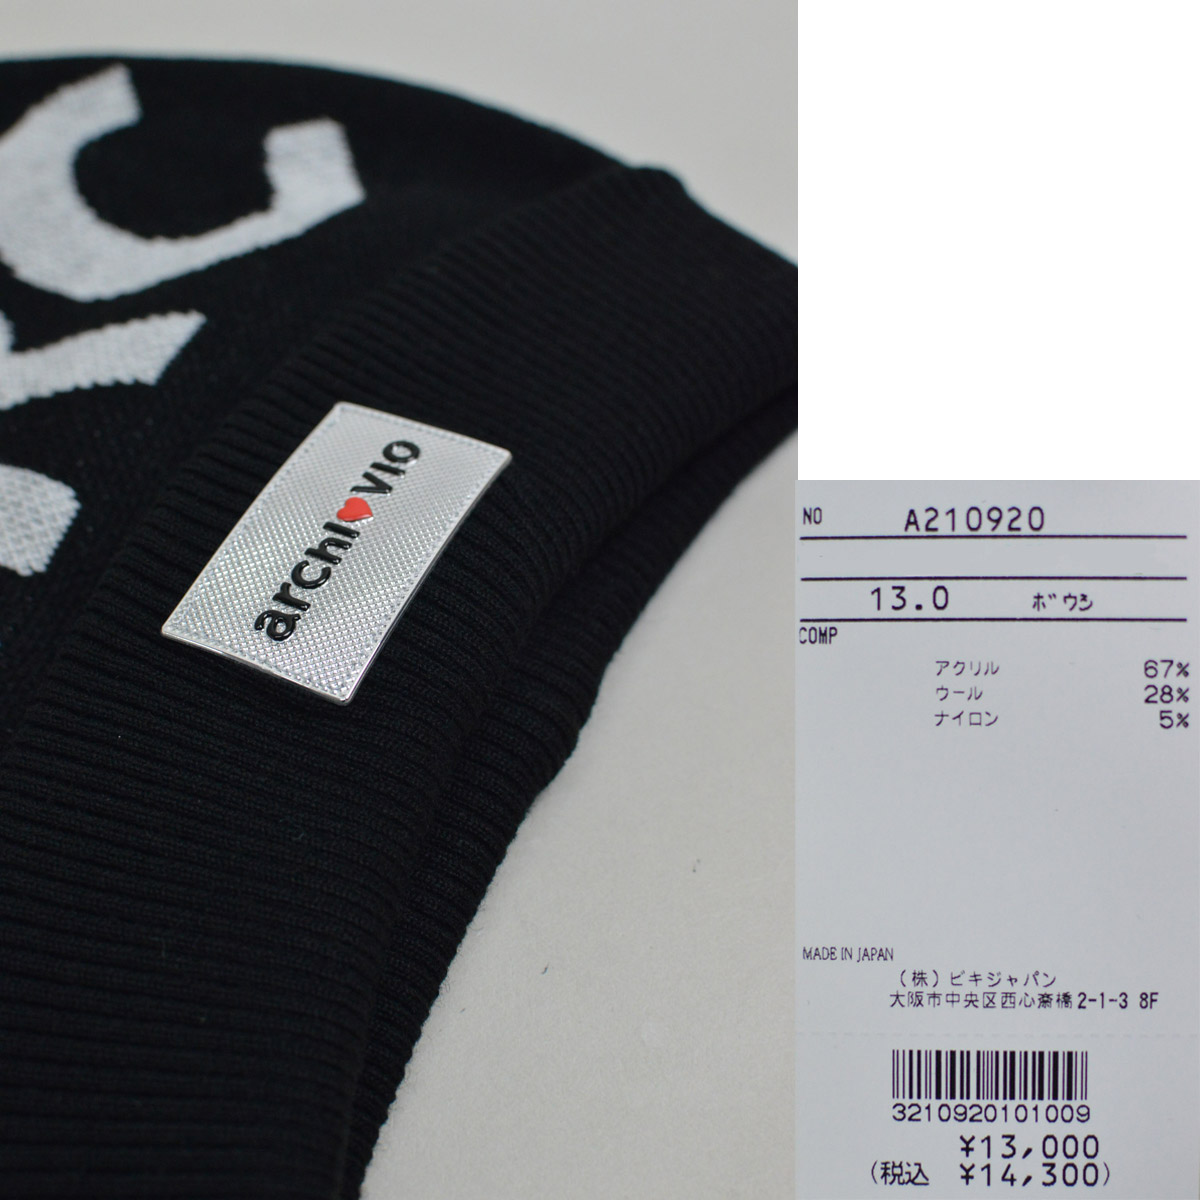 archi♥vio
NO A210920
13.0 ボウシ
COMP
アクリル 67%
ウール 28%
ナイロン 5%
MADE IN JAPAN
(株)ビキジャパン
大阪市中央区西心斎橋2-1-3 8F
3210920101009
¥13,000
(税込 ¥14,300)